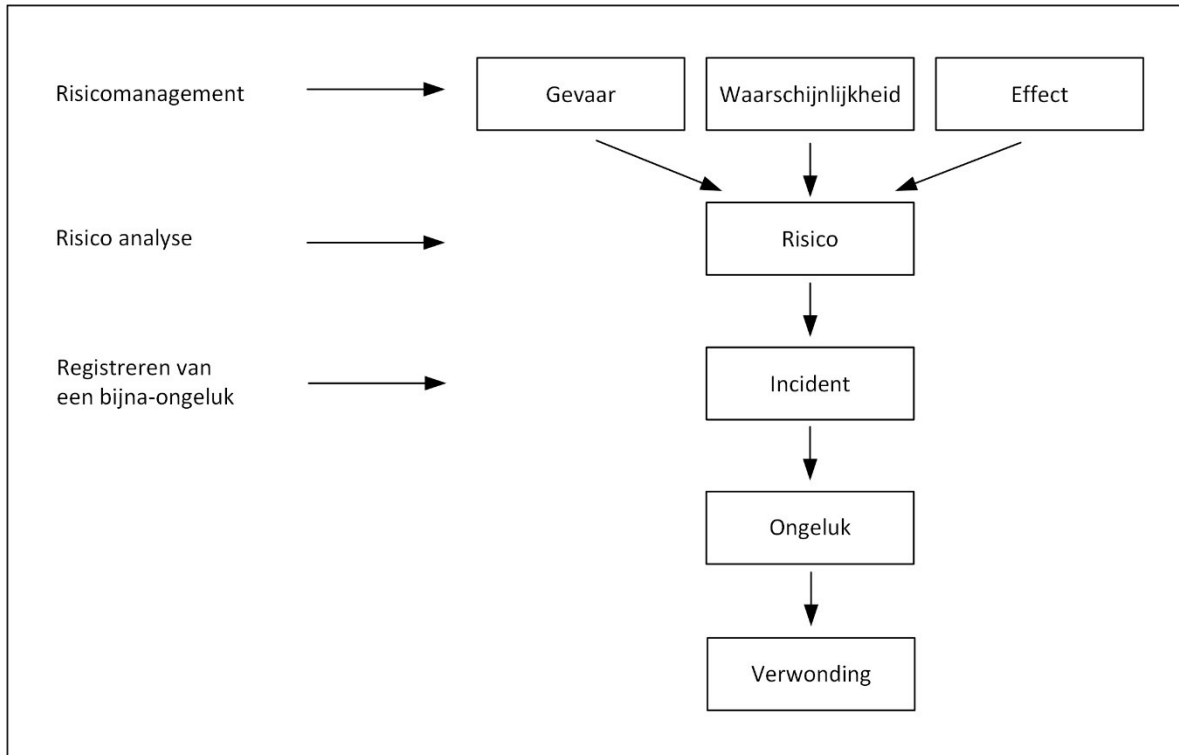 Risicomanagement
Gevaar
Waarschijnlijkheid
Effect
Risico analyse
Risico
Registreren van
een bijna-ongeluk
Incident
Ongeluk
Verwonding